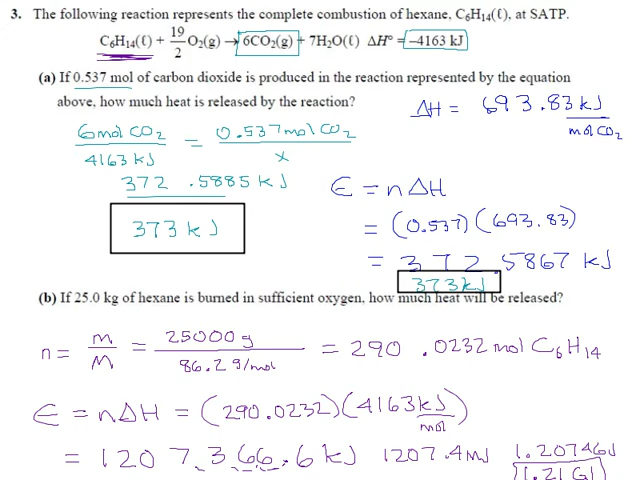 3. The following reaction represents the complete combustion of hexane, C₆H₁₄(ℓ), at SATP.
C₆H₁₄(ℓ) + 19/2 O₂(g) → 6CO₂(g) + 7H₂O(ℓ) ΔH° = −4163 kJ
(a) If 0.537 mol of carbon dioxide is produced in the reaction represented by the equation
above, how much heat is released by the reaction?
ΔH = 693.83 kJ/mol CO₂
6 mol CO₂/4163 kJ = 0.537 mol CO₂/x
372.5885 kJ
373 kJ
E = nΔH
= (0.537)(693.83)
= 372.5867 kJ
373 kJ
(b) If 25.0 kg of hexane is burned in sufficient oxygen, how much heat will be released?
n = m/M = 25000 g/86.2 g/mol = 290.0232 mol C₆H₁₄
E = nΔH = (290.0232)(4163 kJ/mol)
= 1207366.6 kJ 1207.4 MJ 1.2074 GJ
1.21 GJ